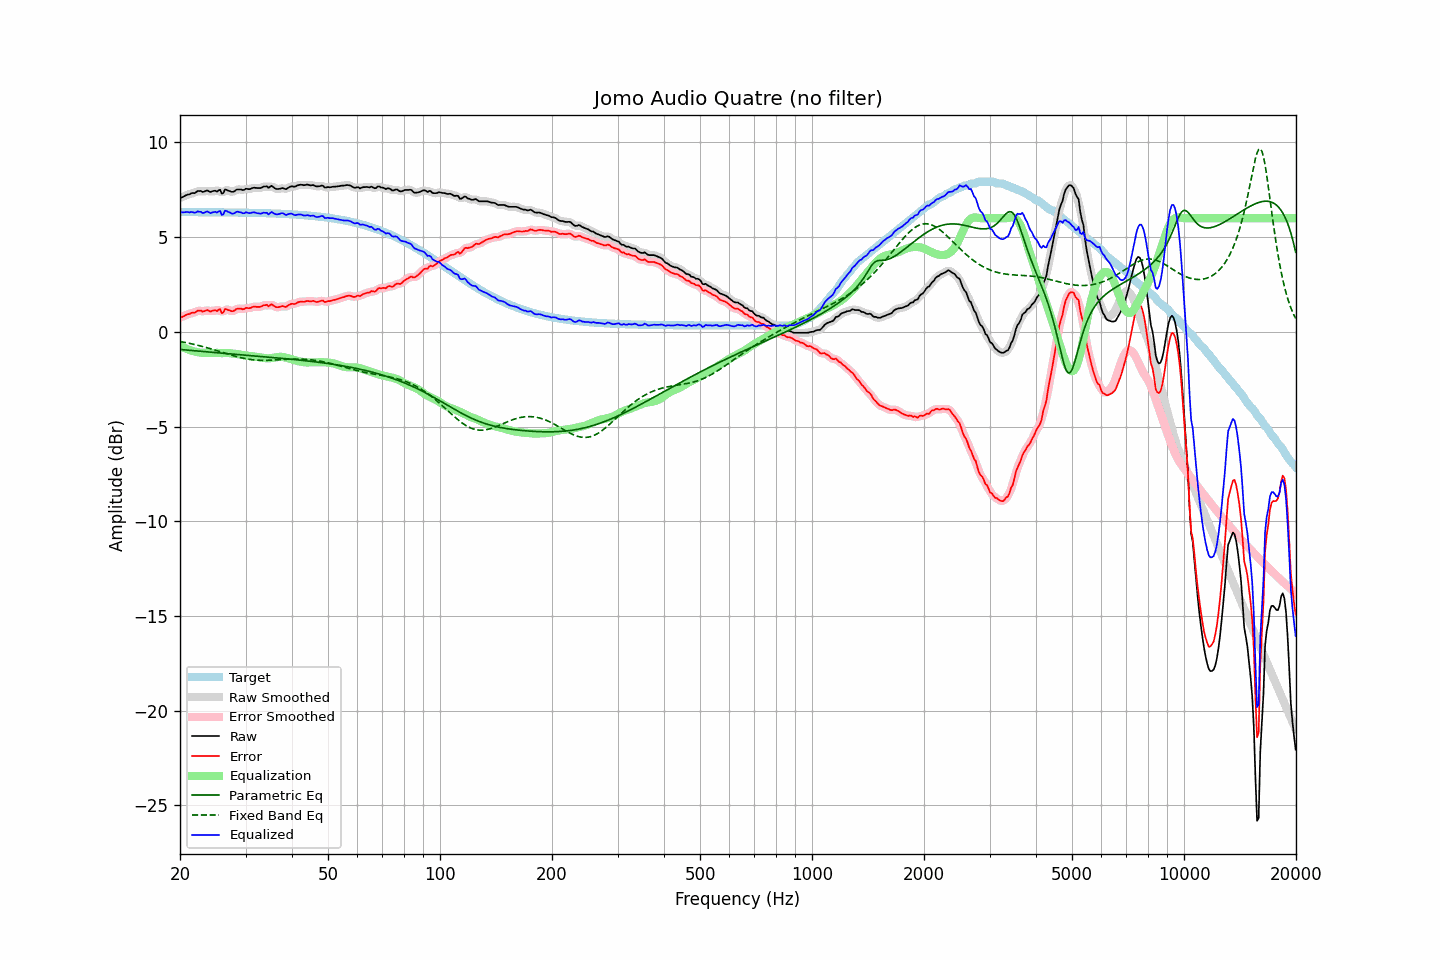 Jomo Audio Quatre (no filter)
10
5
0
−5
−10
−15
−20
−25
Amplitude (dBr)
Target
Raw Smoothed
Error Smoothed
Raw
Error
Equalization
Parametric Eq
Fixed Band Eq
Equalized
20 50 100 200 500 1000 2000 5000 10000 20000
Frequency (Hz)